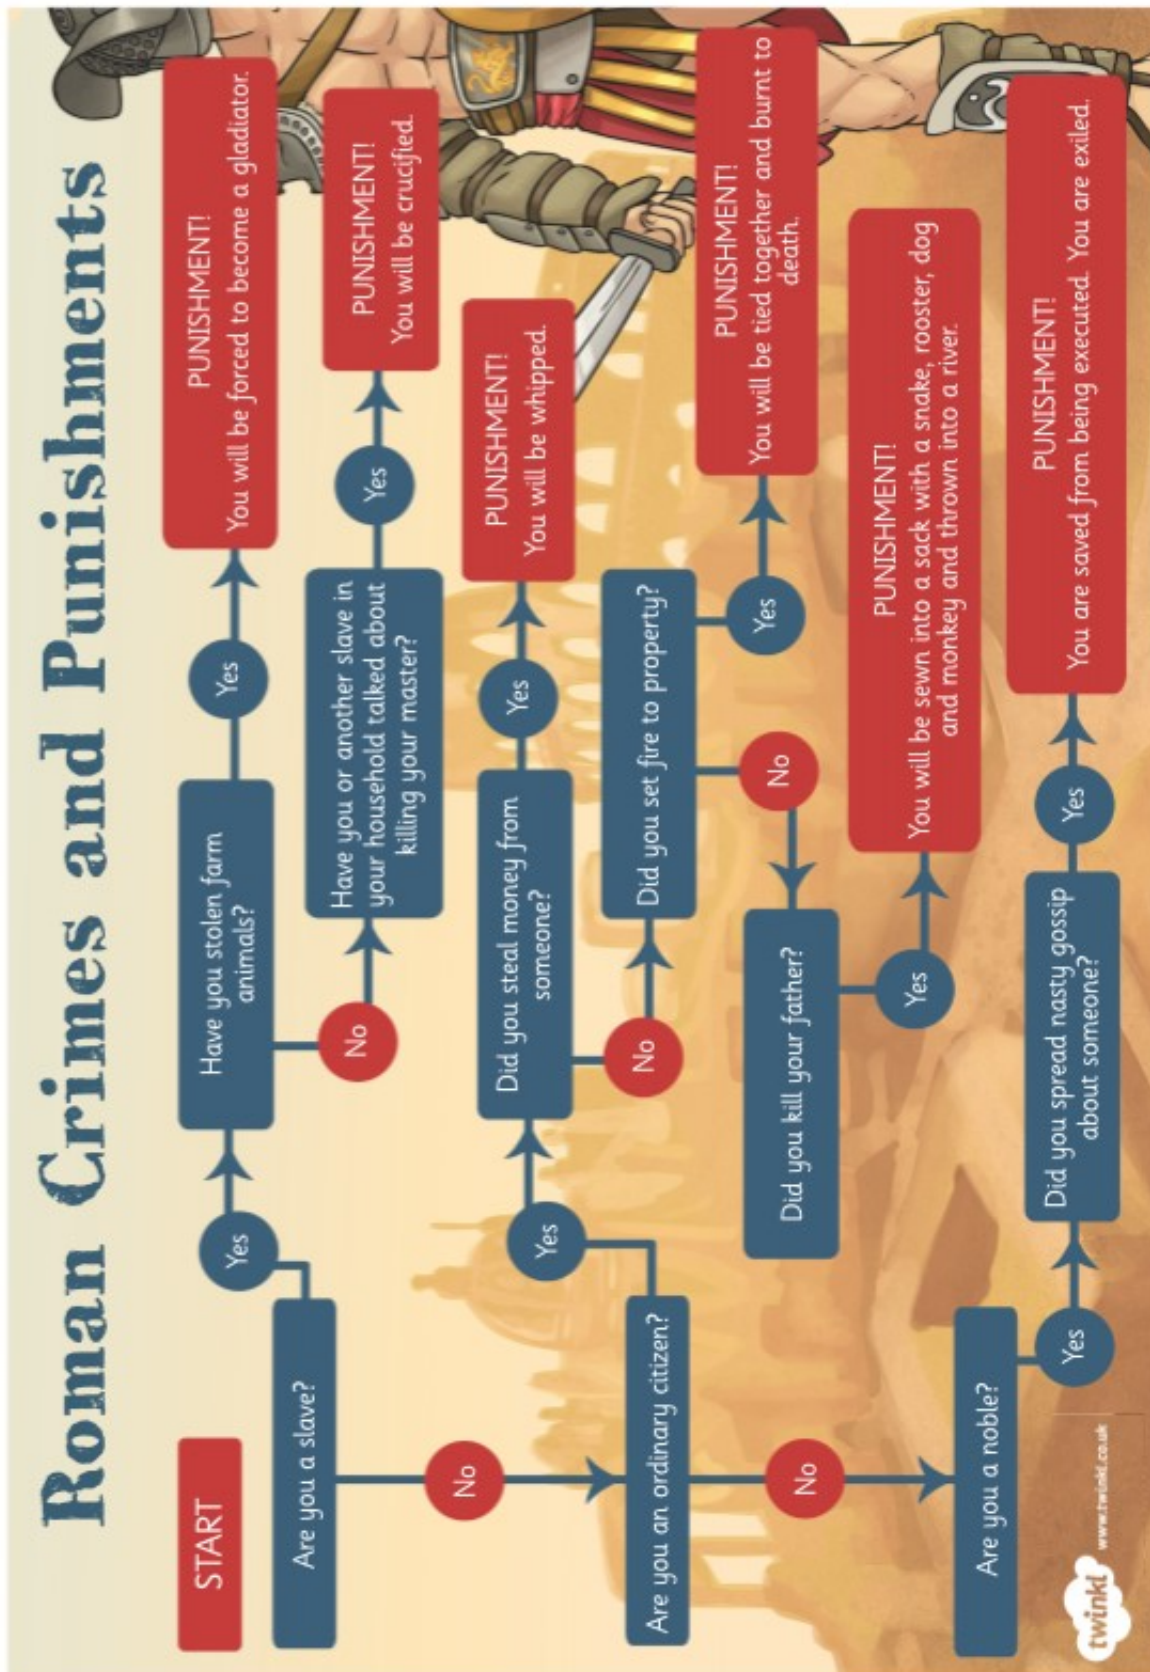 Roman Crimes and Punishments
START
Are you a slave?
Yes
Have you stolen farm
animals?
Yes
PUNISHMENT!
You will be forced to become a gladiator.
No
Have you or another slave in
your household talked about
killing your master?
Yes
PUNISHMENT!
You will be crucified.
No
Are you an ordinary citizen?
Yes
Did you steal money from
someone?
Yes
PUNISHMENT!
You will be whipped.
No
Did you set fire to property?
Yes
PUNISHMENT!
You will be tied together and burnt to
death.
No
Did you kill your father?
Yes
PUNISHMENT!
You will be sewn into a sack with a snake, rooster, dog
and monkey and thrown into a river.
No
Are you a noble?
Yes
Did you spread nasty gossip
about someone?
Yes
PUNISHMENT!
You are saved from being executed. You are exiled.
twinkl
www.twinkl.co.uk